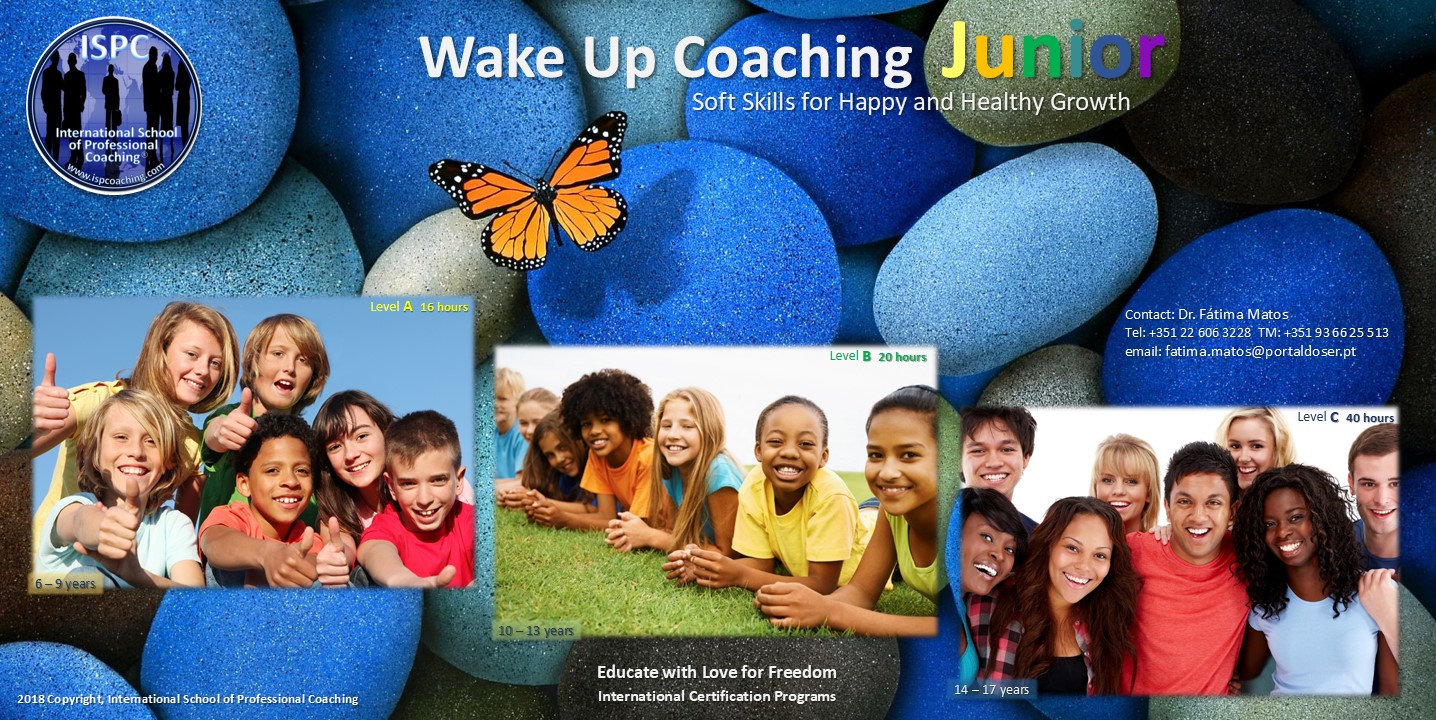 ISPC
International School
of Professional
Coaching®
www.ispcoaching.com
Wake Up Coaching Junior
Soft Skills for Happy and Healthy Growth
Level A 16 hours
6 – 9 years
Level B 20 hours
10 – 13 years
Contact: Dr. Fátima Matos
Tel: +351 22 606 3228 TM: +351 93 66 25 513
email: fatima.matos@portaldoser.pt
Level C 40 hours
14 – 17 years
Educate with Love for Freedom
International Certification Programs
2018 Copyright, International School of Professional Coaching